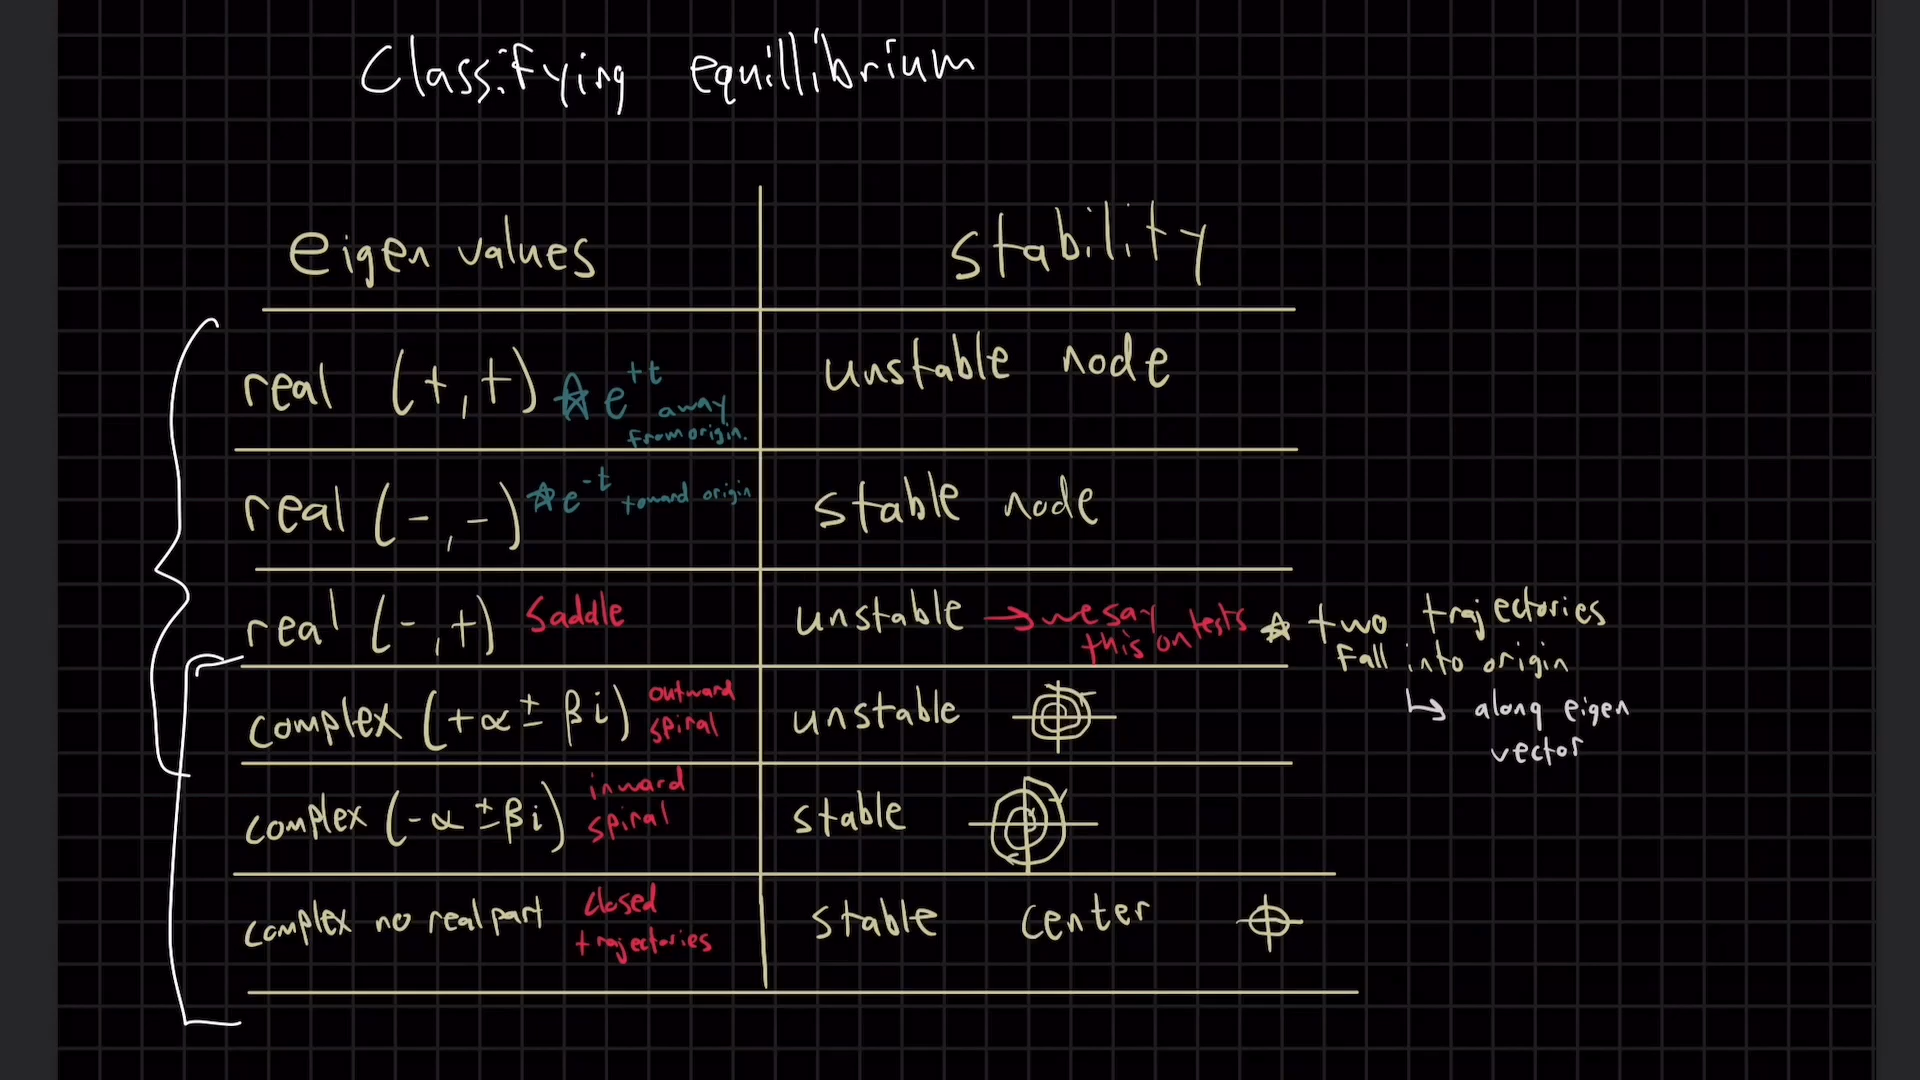 Classifying equillibrium
eigen values stability
real (+,+) ☆ e^{+t} away from origin. unstable node
real (-,-) ☆ e^{-t} toward origin stable node
real (-,+) Saddle unstable → we say this on tests ☆ two trajectories
fall into origin
↳ along eigen
vector
complex (+α ± βi) outward spiral unstable
complex (-α ± βi) inward spiral stable
complex no real part closed trajectories stable center